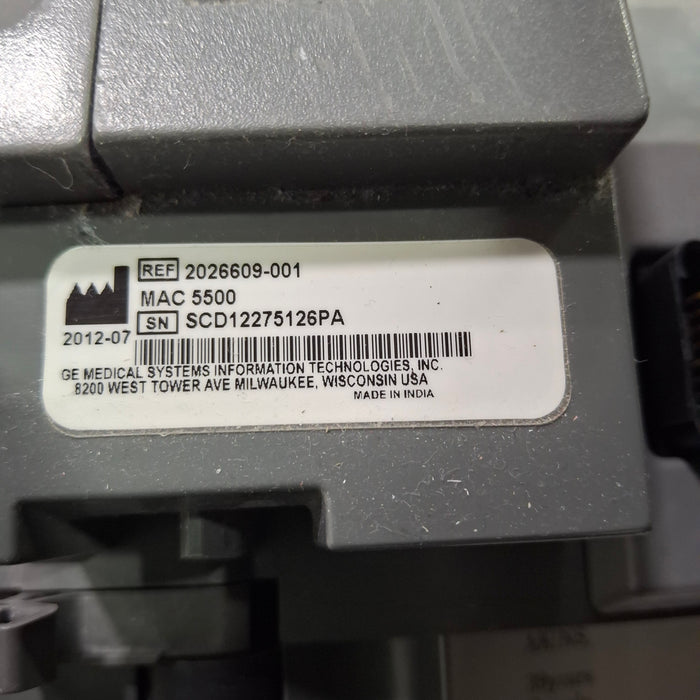 REF 2026609-001
MAC 5500
SN SCD12275126PA
2012-07
GE MEDICAL SYSTEMS INFORMATION TECHNOLOGIES, INC.
8200 WEST TOWER AVE MILWAUKEE, WISCONSIN USA
MADE IN INDIA